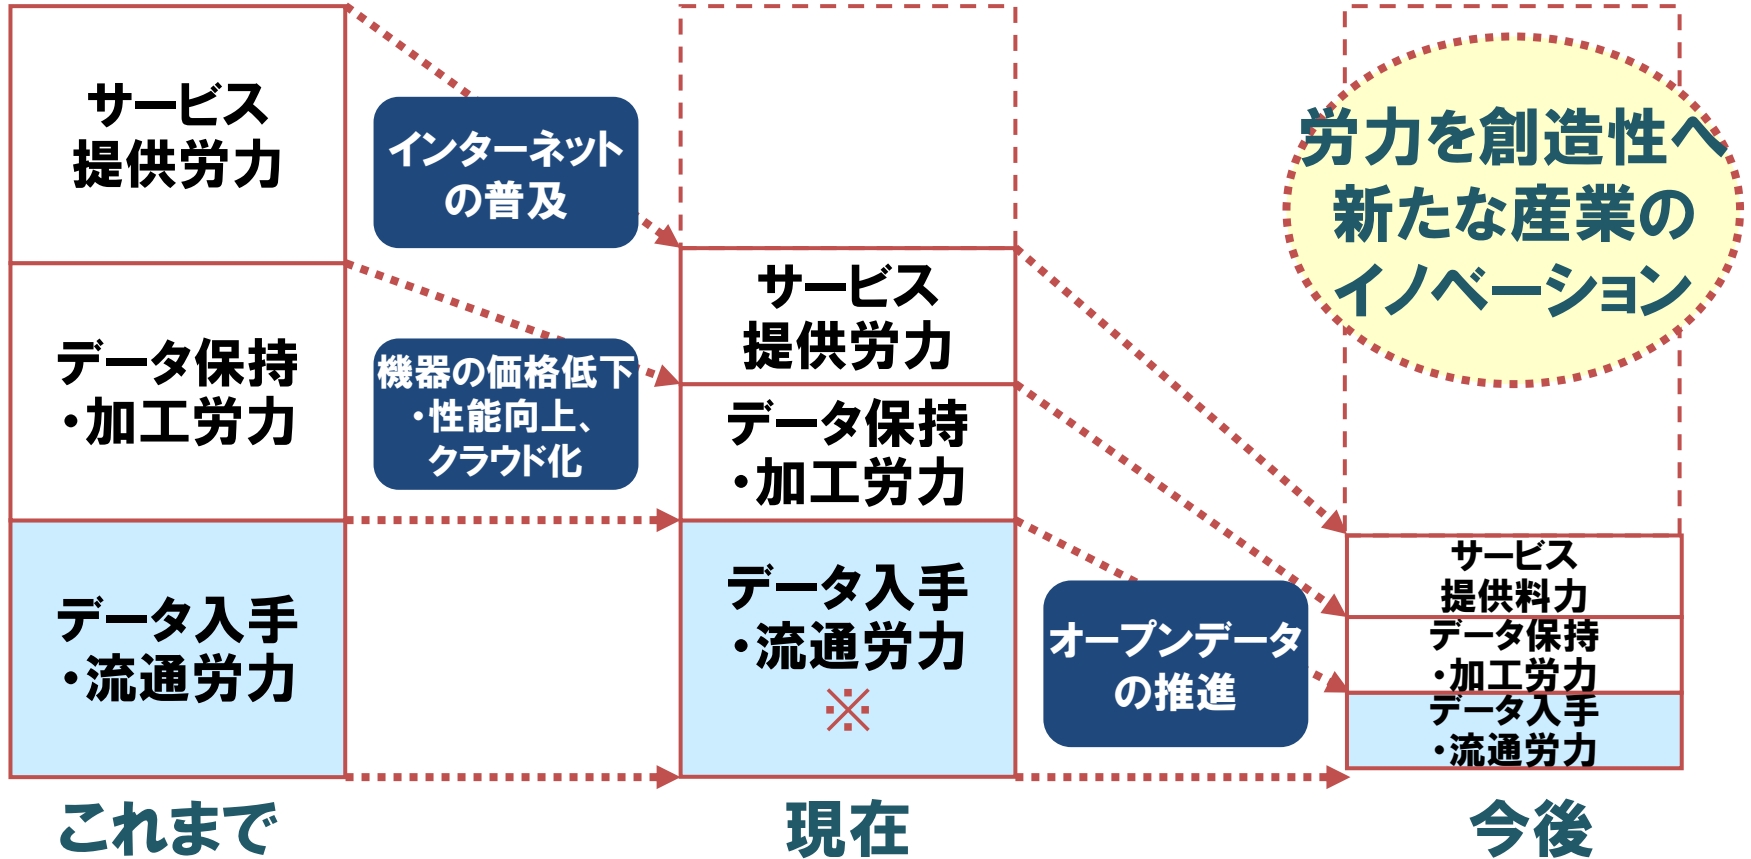 サービス
提供労力
データ保持
・加工労力
データ入手
・流通労力
これまで
インターネット
の普及
機器の価格低下
・性能向上、
クラウド化
サービス
提供労力
データ保持
・加工労力
データ入手
・流通労力
※
現在
オープンデータ
の推進
労力を創造性へ
新たな産業の
イノベーション
サービス
提供料力
データ保持
・加工労力
データ入手
・流通労力
今後